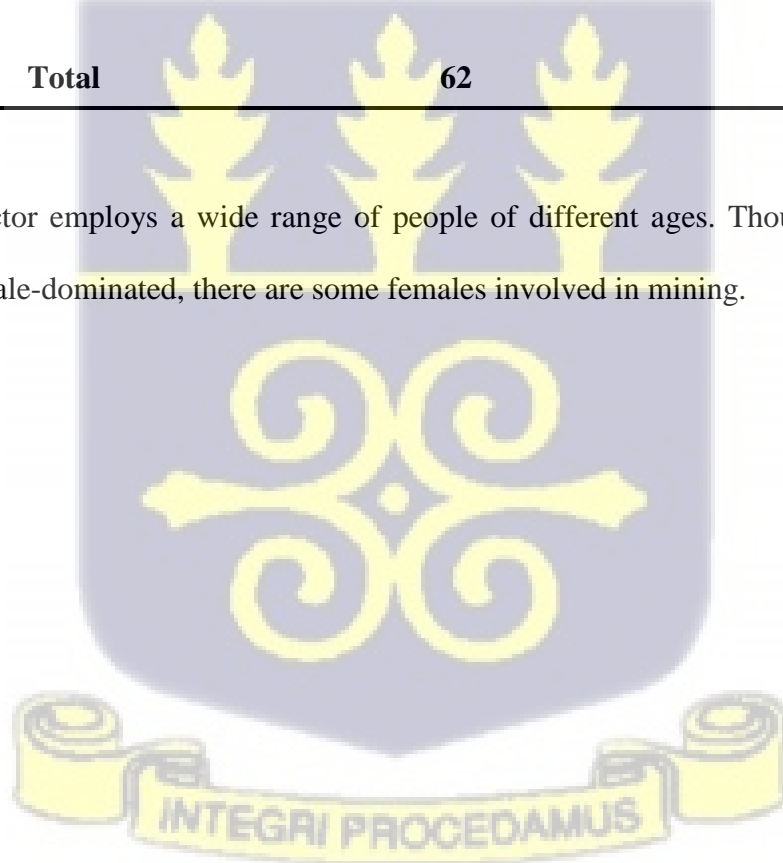 Total 62
ctor employs a wide range of people of different ages. Thou
ale-dominated, there are some females involved in mining.
INTEGRI PROCEDAMUS